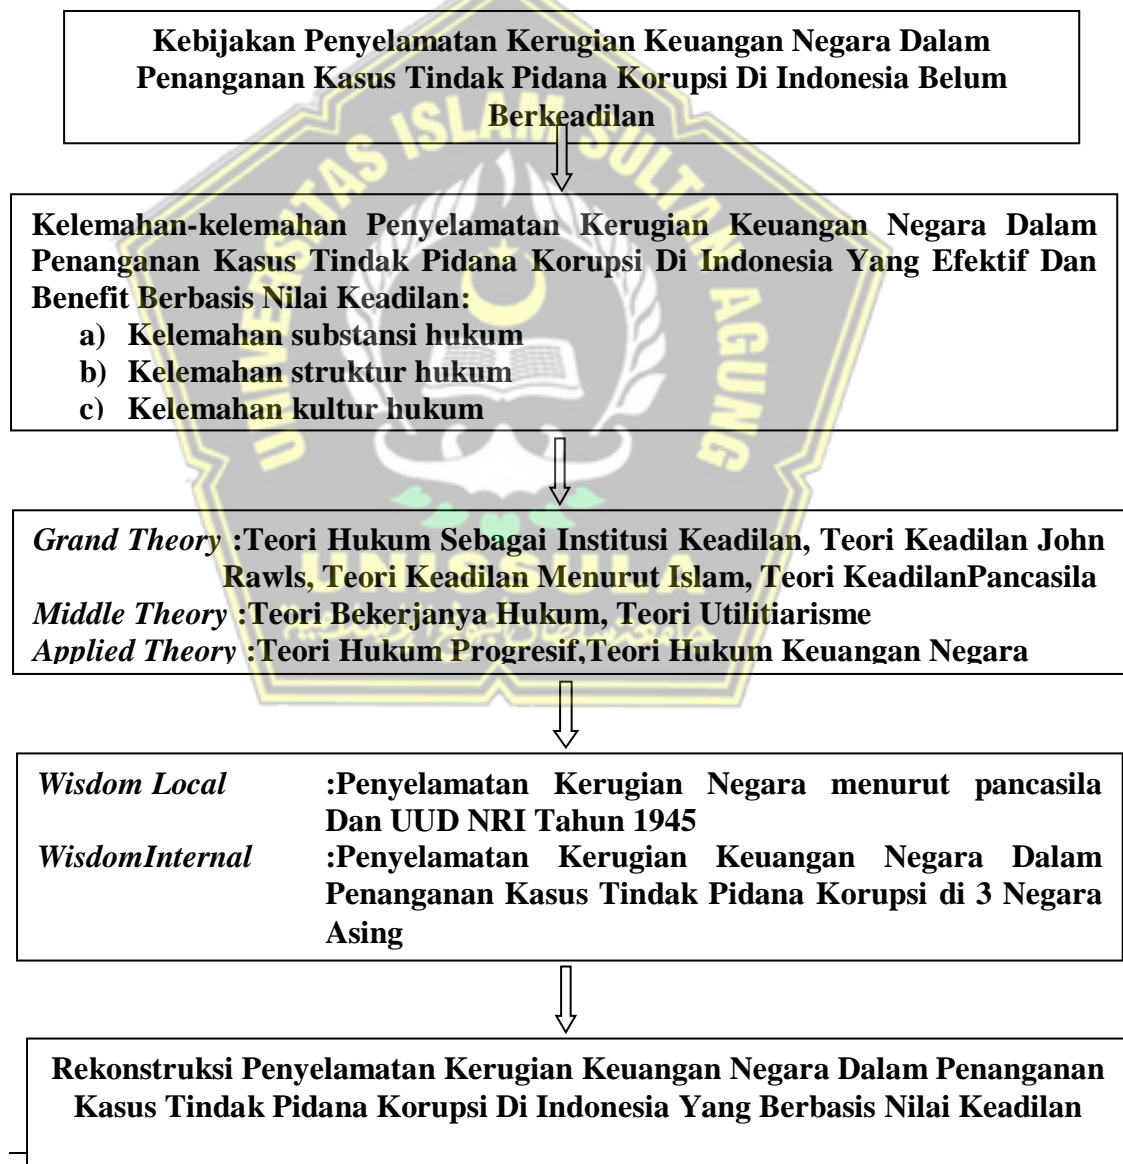 Kebijakan Penyelamatan Kerugian Keuangan Negara Dalam
Penanganan Kasus Tindak Pidana Korupsi Di Indonesia Belum
Berkeadilan
Kelemahan-kelemahan Penyelamatan Kerugian Keuangan Negara Dalam
Penanganan Kasus Tindak Pidana Korupsi Di Indonesia Yang Efektif Dan
Benefit Berbasis Nilai Keadilan:
a) Kelemahan substansi hukum
b) Kelemahan struktur hukum
c) Kelemahan kultur hukum
Grand Theory :Teori Hukum Sebagai Institusi Keadilan, Teori Keadilan John
Rawls, Teori Keadilan Menurut Islam, Teori KeadilanPancasila
Middle Theory :Teori Bekerjanya Hukum, Teori Utilitiarisme
Applied Theory :Teori Hukum Progresif,Teori Hukum Keuangan Negara
Wisdom Local :Penyelamatan Kerugian Negara menurut pancasila
Dan UUD NRI Tahun 1945
WisdomInternal :Penyelamatan Kerugian Keuangan Negara Dalam
Penanganan Kasus Tindak Pidana Korupsi di 3 Negara
Asing
Rekonstruksi Penyelamatan Kerugian Keuangan Negara Dalam Penanganan
Kasus Tindak Pidana Korupsi Di Indonesia Yang Berbasis Nilai Keadilan
UNIVERSITAS ISLAM SULTAN AGUNG
UNISSULA